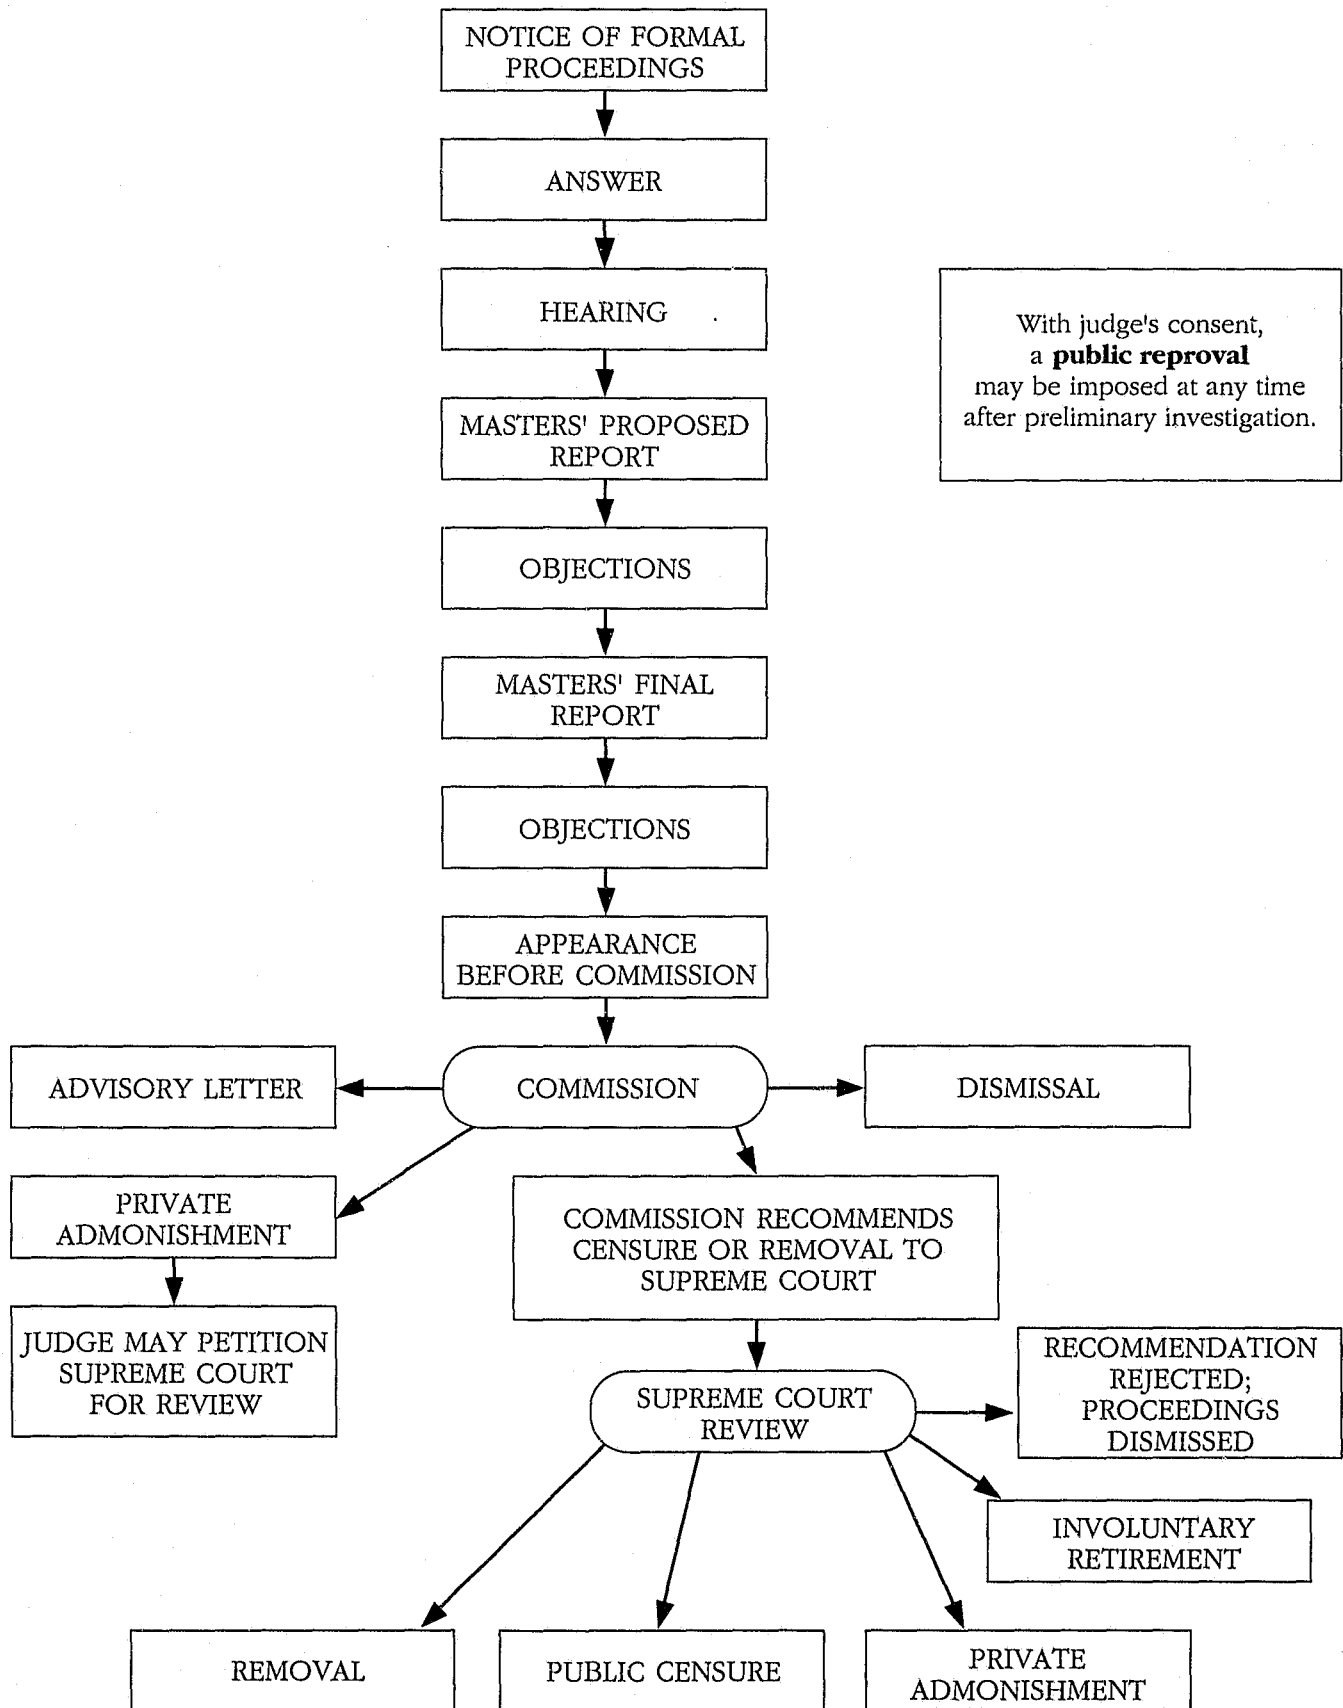 NOTICE OF FORMAL
PROCEEDINGS
ANSWER
HEARING
With judge's consent,
a public reproval
may be imposed at any time
after preliminary investigation.
MASTERS' PROPOSED
REPORT
OBJECTIONS
MASTERS' FINAL
REPORT
OBJECTIONS
APPEARANCE
BEFORE COMMISSION
ADVISORY LETTER
COMMISSION
DISMISSAL
PRIVATE
ADMONISHMENT
COMMISSION RECOMMENDS
CENSURE OR REMOVAL TO
SUPREME COURT
JUDGE MAY PETITION
SUPREME COURT
FOR REVIEW
SUPREME COURT
REVIEW
RECOMMENDATION
REJECTED;
PROCEEDINGS
DISMISSED
INVOLUNTARY
RETIREMENT
REMOVAL
PUBLIC CENSURE
PRIVATE
ADMONISHMENT